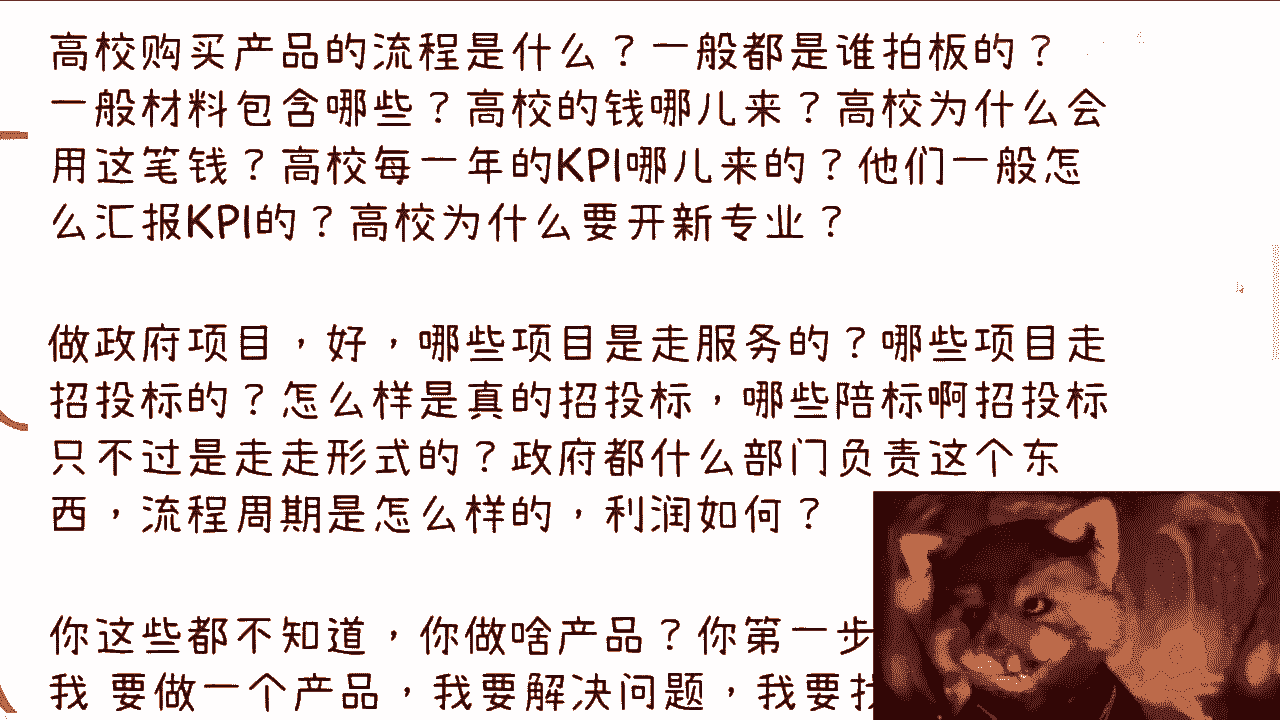 高校购买产品的流程是什么？一般都是谁拍板的？
一般材料包含哪些？高校的钱哪儿来？高校为什么会
用这笔钱？高校每一年的KPI哪儿来的？他们一般怎
么汇报KPI的？高校为什么要开新专业？
做政府项目，好，哪些项目是走服务的？哪些项目走
招投标的？怎么样是真的招投标，哪些陪标啊招投标
只不过是走走形式的？政府都什么部门负责这个东
西，流程周期是怎么样的，利润如何？
你这些都不知道，你做啥产品？你第一步
我 要做一个产品，我要解决问题，我要